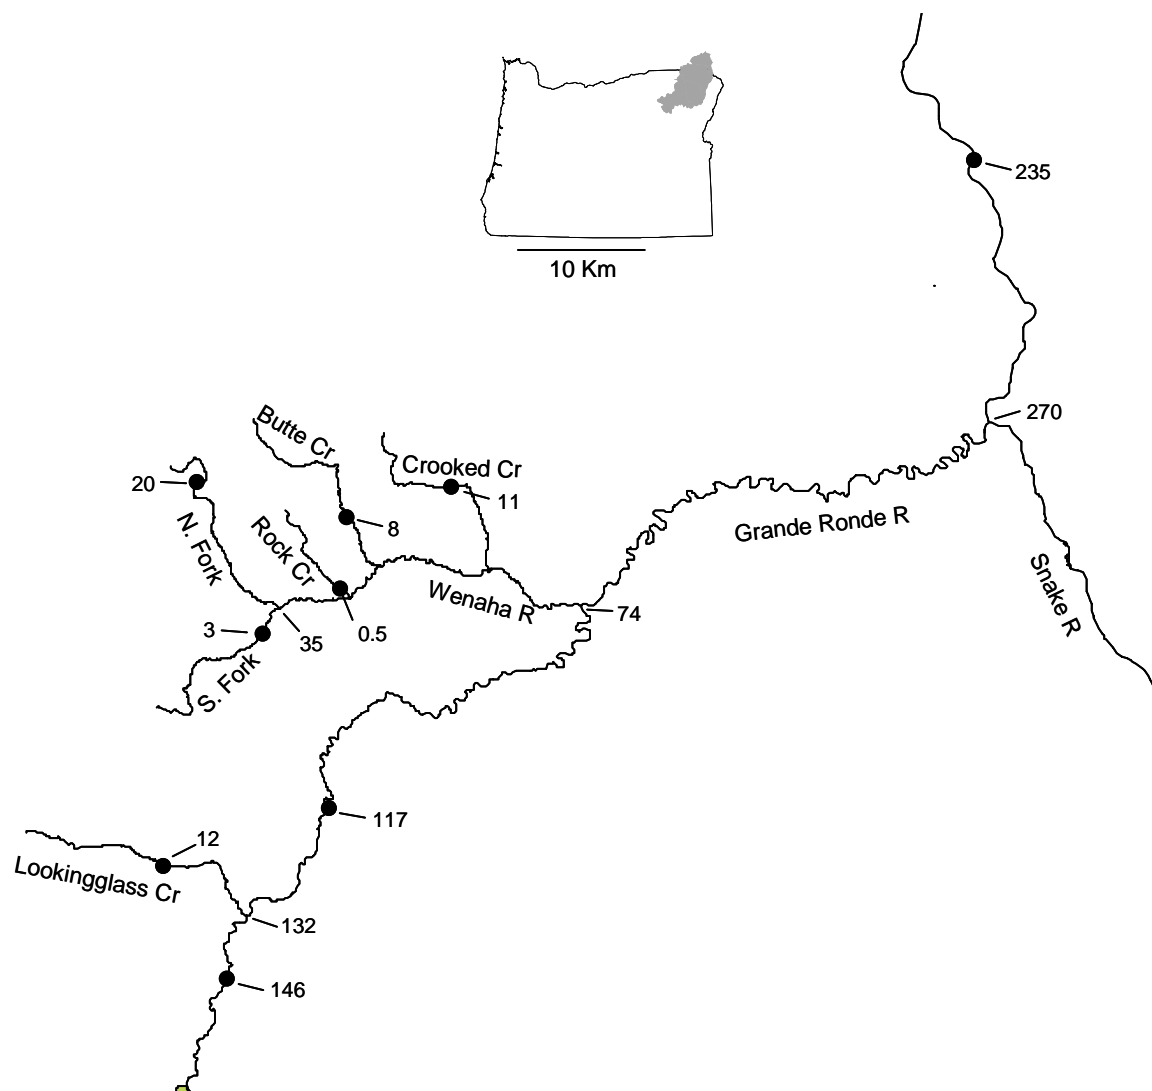 235
10 Km
270
Butte Cr
Crooked Cr
20
11
N. Fork
8
Rock Cr
Grande Ronde R
Snake R
Wenaha R
74
3
35
0.5
S. Fork
117
12
Lookingglass Cr
132
146